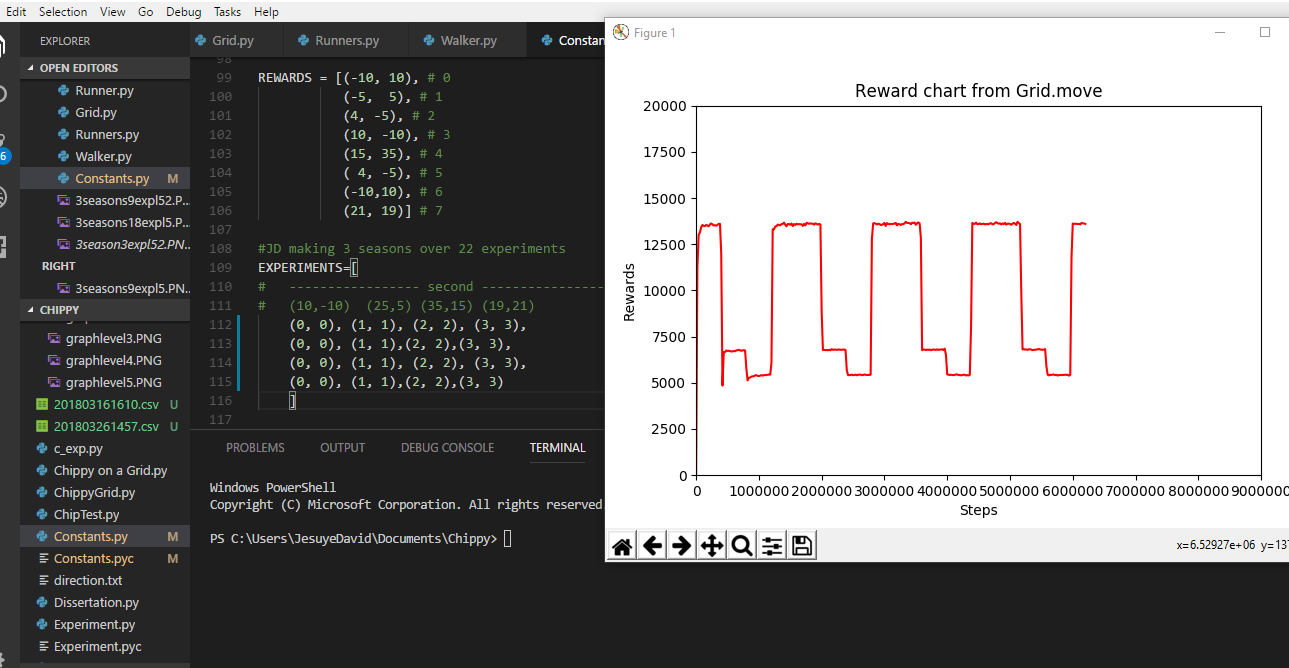 Edit Selection View Go Debug Tasks Help
EXPLORER
OPEN EDITORS
Runner.py
Grid.py
Runners.py
Walker.py
Constants.py M
3seasons9expl52.P...
3seasons18expl5.P...
3season3expl52.PN...
RIGHT
3seasons9expl5.PN...
CHIPPY
graphlevel3.PNG
graphlevel4.PNG
graphlevel5.PNG
201803161610.csv U
201803261457.csv U
c_exp.py
Chippy on a Grid.py
ChippyGrid.py
ChipTest.py
Constants.py M
Constants.pyc M
direction.txt
Dissertation.py
Experiment.py
Experiment.pyc
6
Grid.py Runners.py Walker.py Constan
98
99 REWARDS = [(-10, 10), # 0
100 (-5,  5), # 1
101 (4, -5), # 2
102 (10, -10), # 3
103 (15, 35), # 4
104 ( 4, -5), # 5
105 (-10,10), # 6
106 (21, 19)] # 7
107
108 #JD making 3 seasons over 22 experiments
109 EXPERIMENTS=[
110 #   ----------------- second ----------------
111 #   (10,-10)  (25,5) (35,15) (19,21)
112 (0, 0), (1, 1), (2, 2), (3, 3),
113 (0, 0), (1, 1),(2, 2),(3, 3),
114 (0, 0), (1, 1), (2, 2), (3, 3),
115 (0, 0), (1, 1),(2, 2),(3, 3)
116 ]
117
PROBLEMS OUTPUT DEBUG CONSOLE TERMINAL
Windows PowerShell
Copyright (C) Microsoft Corporation. All rights reserved.
PS C:\Users\JesuyeDavid\Documents\Chippy>
Figure 1
Reward chart from Grid.move
20000
17500
15000
12500
10000
7500
5000
2500
0
Rewards
0 1000000 2000000 3000000 4000000 5000000 6000000 7000000 8000000 9000000
Steps
x=6.52927e+06 y=137